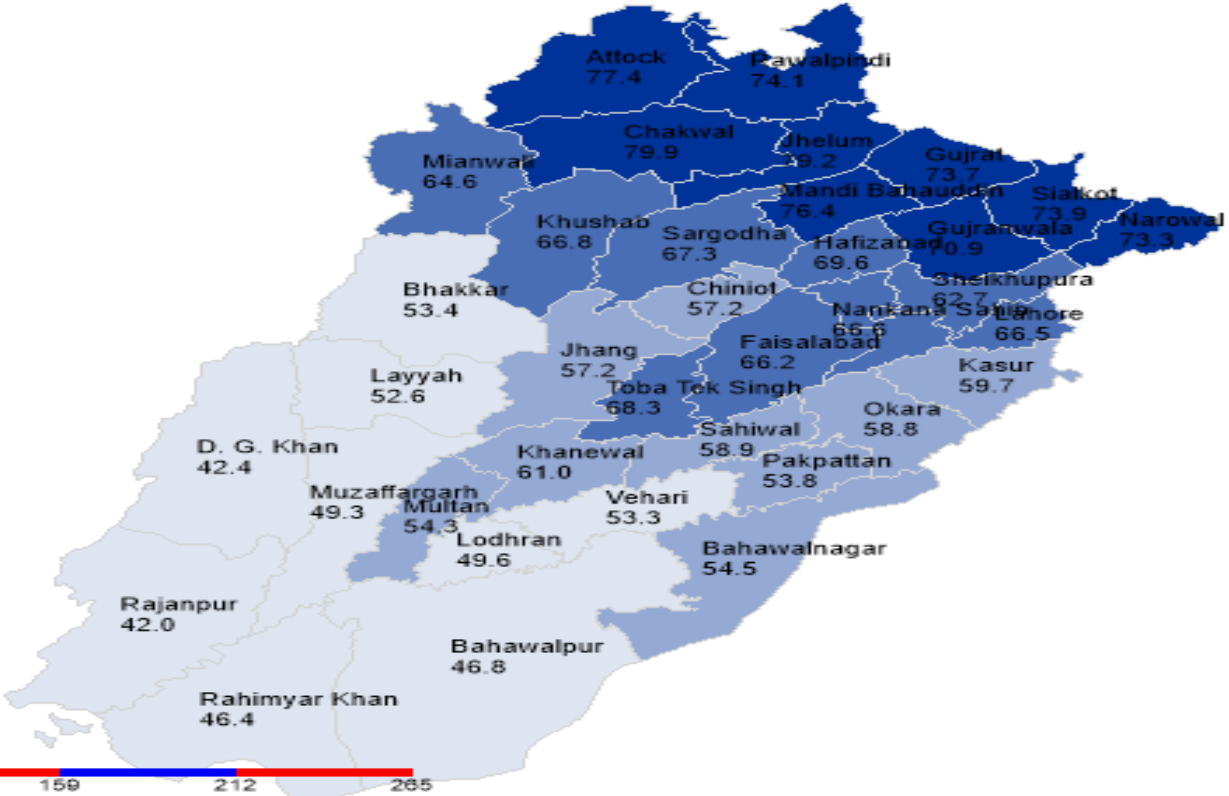 Attock
77.4
Rawalpindi
74.1
Chakwal
79.9
Jhelum
79.2
Gujrat
73.7
Mianwali
64.6
Mandi Bahauddin
76.4
Sialkot
73.9
Narowal
73.3
Khushab
66.8
Sargodha
67.3
Hafizabad
69.6
Gujranwala
70.9
Bhakkar
53.4
Chiniot
57.2
Sheikhupura
62.7
Nankana Sahib
66.6
Lahore
66.5
Jhang
57.2
Faisalabad
66.2
Kasur
59.7
Layyah
52.6
Toba Tek Singh
68.3
Okara
58.8
D. G. Khan
42.4
Khanewal
61.0
Sahiwal
58.9
Pakpattan
53.8
Muzaffargarh
49.3
Multan
54.3
Vehari
53.3
Lodhran
49.6
Bahawalnagar
54.5
Rajanpur
42.0
Bahawalpur
46.8
Rahimyar Khan
46.4
159 212 265